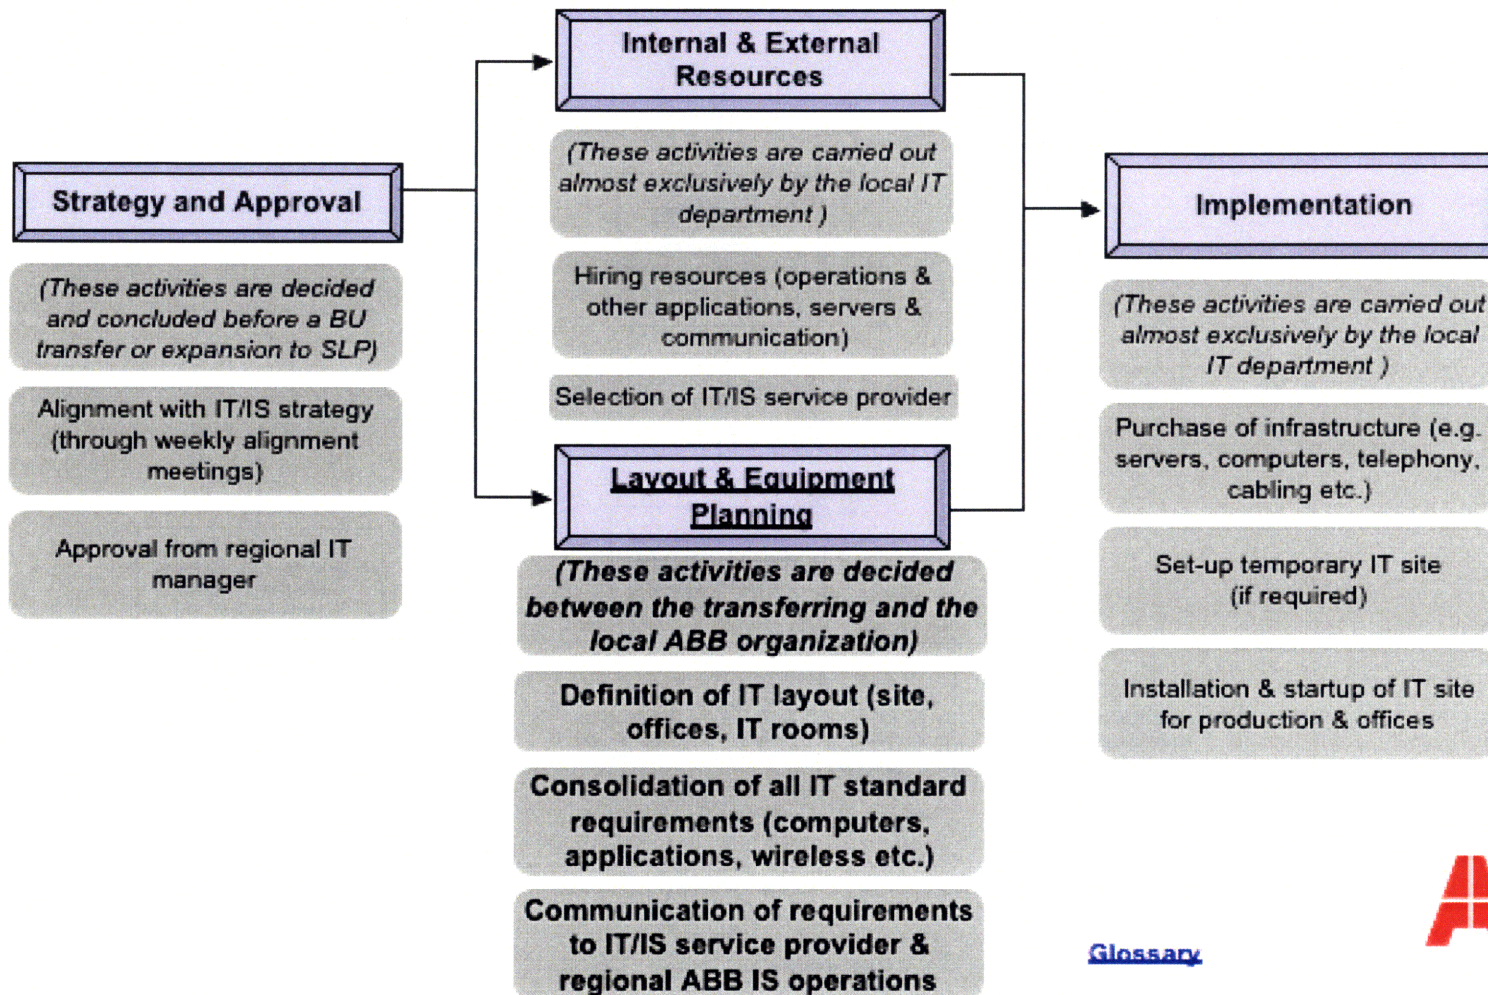 Strategy and Approval
(These activities are decided
and concluded before a BU
transfer or expansion to SLP)
Alignment with IT/IS strategy
(through weekly alignment
meetings)
Approval from regional IT
manager
Internal & External
Resources
(These activities are carried out
almost exclusively by the local IT
department )
Hiring resources (operations &
other applications, servers &
communication)
Selection of IT/IS service provider
Layout & Equipment
Planning
(These activities are decided
between the transferring and the
local ABB organization)
Definition of IT layout (site,
offices, IT rooms)
Consolidation of all IT standard
requirements (computers,
applications, wireless etc.)
Communication of requirements
to IT/IS service provider &
regional ABB IS operations
Implementation
(These activities are carried out
almost exclusively by the local
IT department )
Purchase of infrastructure (e.g.
servers, computers, telephony,
cabling etc.)
Set-up temporary IT site
(if required)
Installation & startup of IT site
for production & offices
Glossary
A